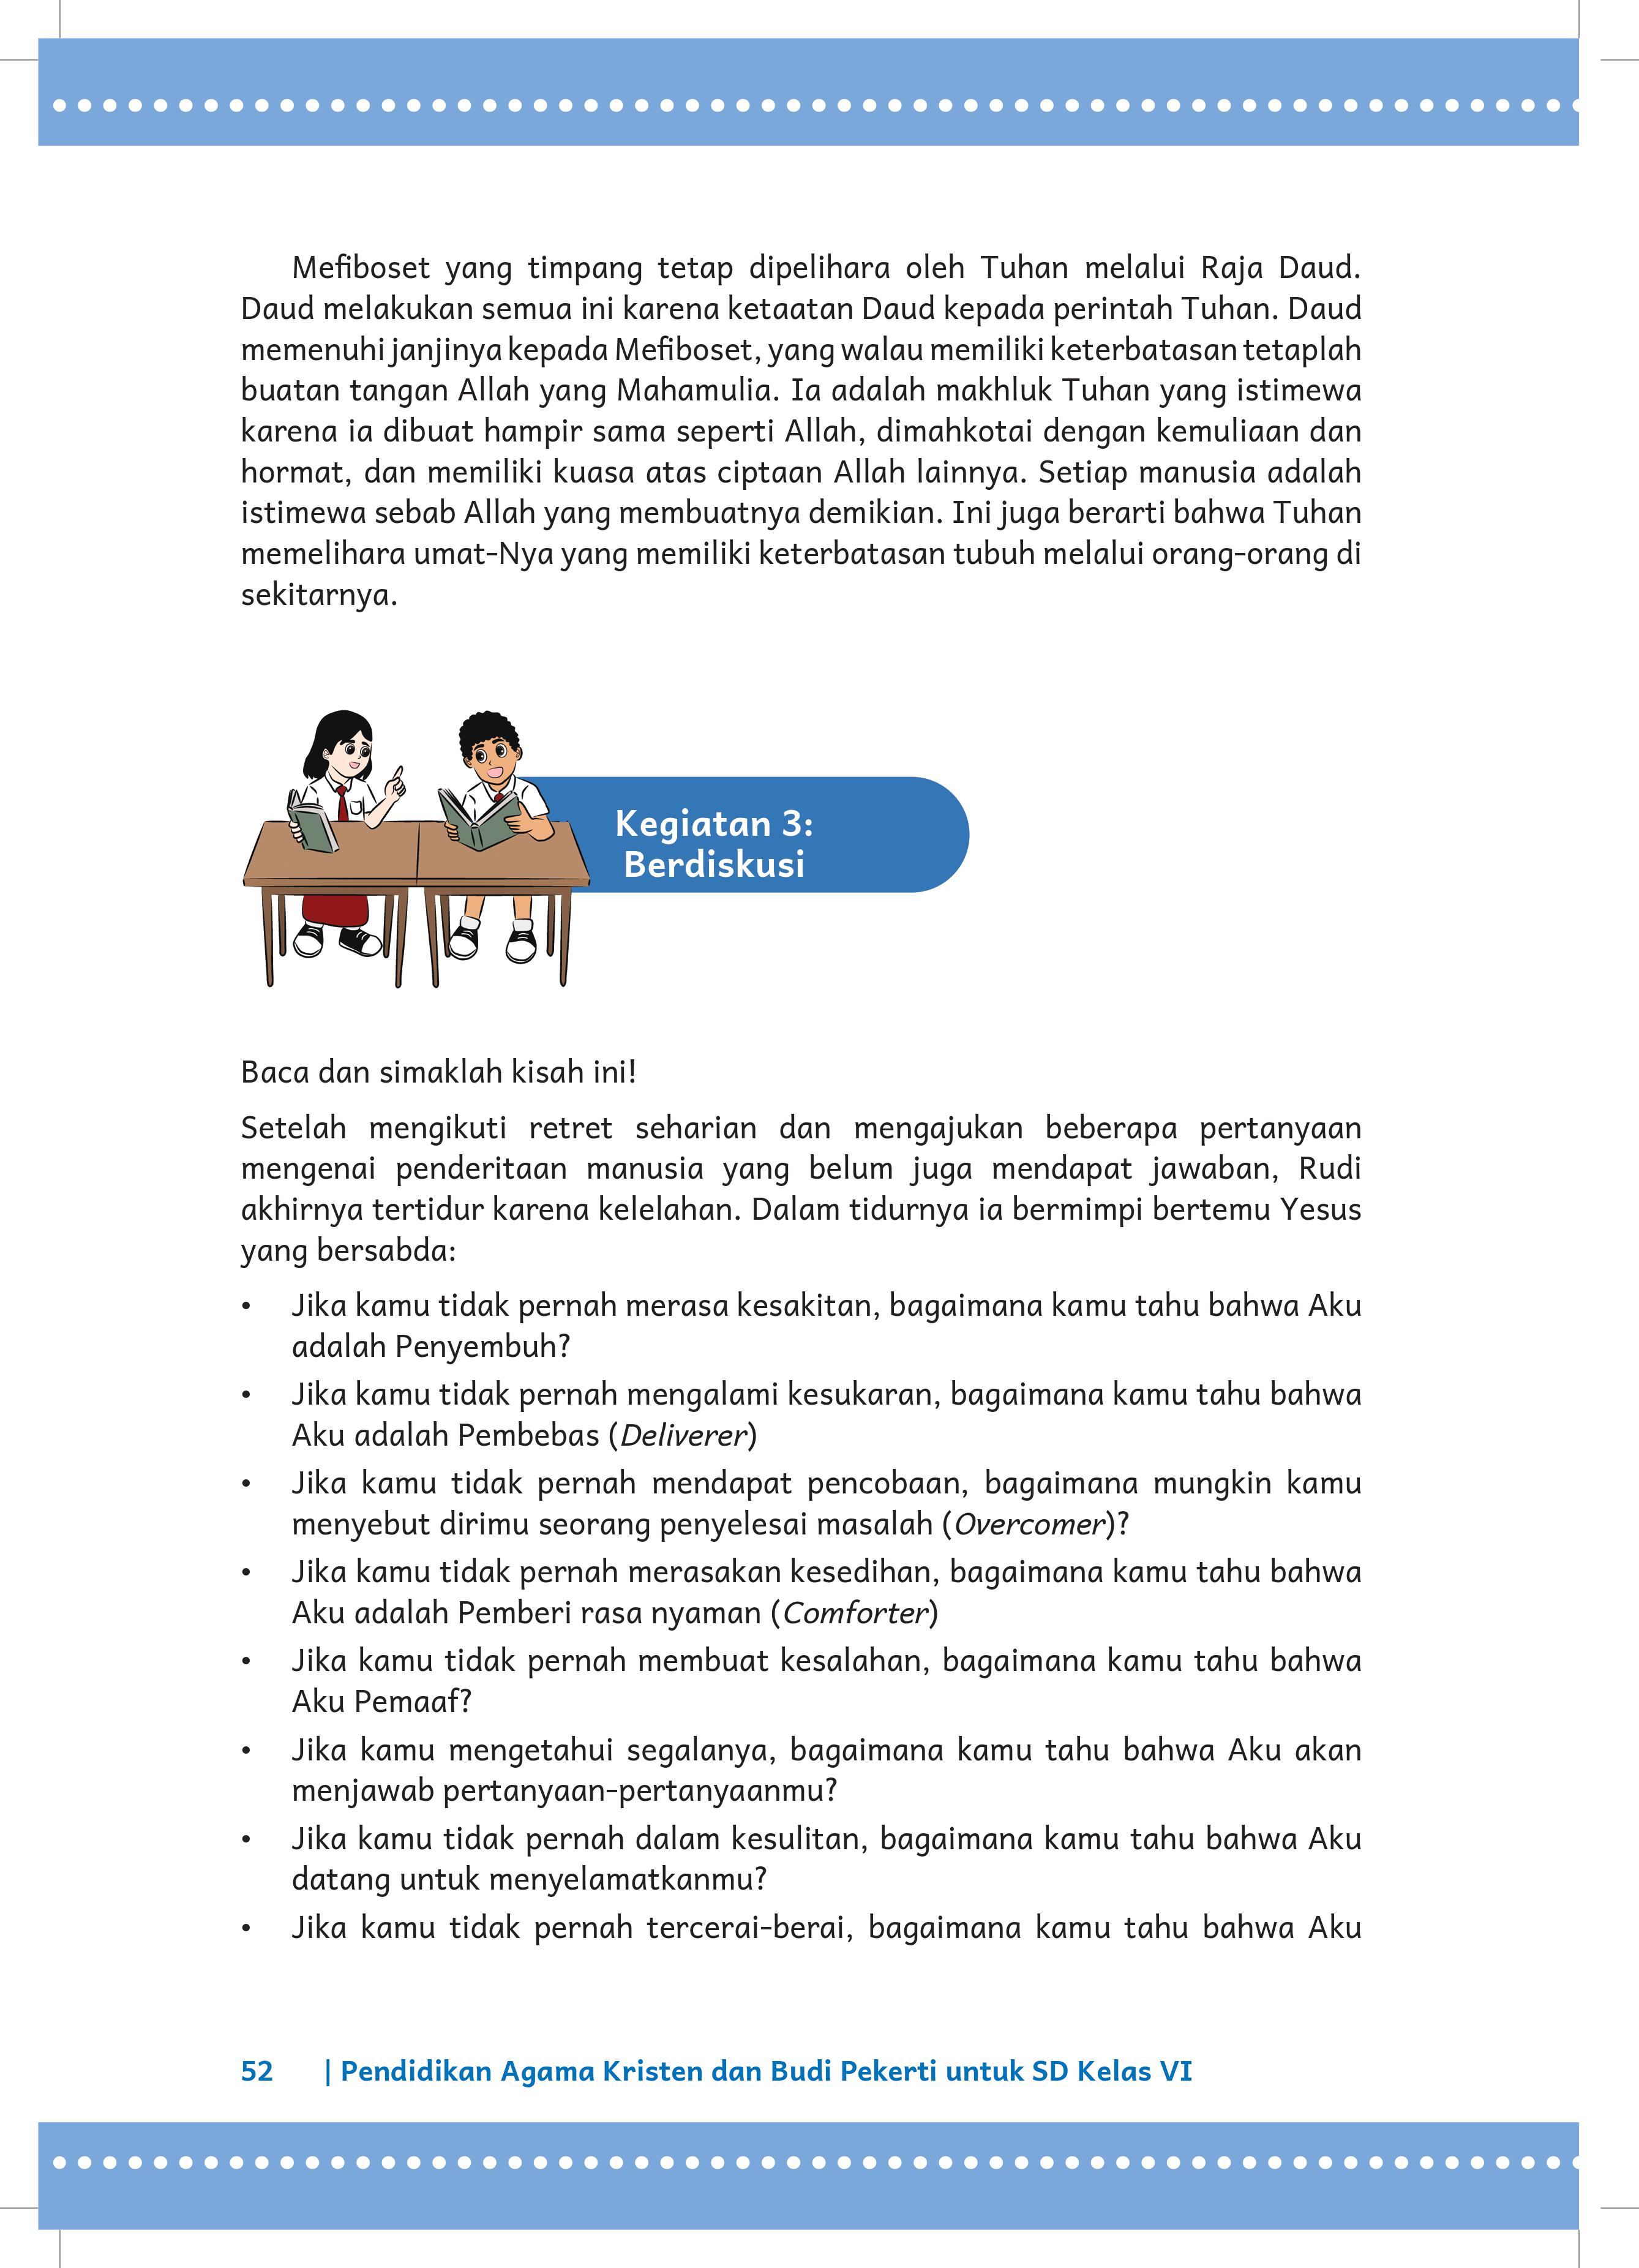 Mefiboset yang timpang tetap dipelihara oleh Tuhan melalui Raja Daud.
Daud melakukan semua ini karena ketaatan Daud kepada perintah Tuhan. Daud
memenuhi janjinya kepada Mefiboset, yang walau memiliki keterbatasan tetaplah
buatan tangan Allah yang Mahamulia. Ia adalah makhluk Tuhan yang istimewa
karena ia dibuat hampir sama seperti Allah, dimahkotai dengan kemuliaan dan
hormat, dan memiliki kuasa atas ciptaan Allah lainnya. Setiap manusia adalah
istimewa sebab Allah yang membuatnya demikian. Ini juga berarti bahwa Tuhan
memelihara umat-Nya yang memiliki keterbatasan tubuh melalui orang-orang di
sekitarnya.
Kegiatan 3:
Berdiskusi
Baca dan simaklah kisah ini!
Setelah mengikuti retret seharian dan mengajukan beberapa pertanyaan
mengenai penderitaan manusia yang belum juga mendapat jawaban, Rudi
akhirnya tertidur karena kelelahan. Dalam tidurnya ia bermimpi bertemu Yesus
yang bersabda:
• Jika kamu tidak pernah merasa kesakitan, bagaimana kamu tahu bahwa Aku
adalah Penyembuh?
• Jika kamu tidak pernah mengalami kesukaran, bagaimana kamu tahu bahwa
Aku adalah Pembebas (Deliverer)
• Jika kamu tidak pernah mendapat pencobaan, bagaimana mungkin kamu
menyebut dirimu seorang penyelesai masalah (Overcomer)?
• Jika kamu tidak pernah merasakan kesedihan, bagaimana kamu tahu bahwa
Aku adalah Pemberi rasa nyaman (Comforter)
• Jika kamu tidak pernah membuat kesalahan, bagaimana kamu tahu bahwa
Aku Pemaaf?
• Jika kamu mengetahui segalanya, bagaimana kamu tahu bahwa Aku akan
menjawab pertanyaan-pertanyaanmu?
• Jika kamu tidak pernah dalam kesulitan, bagaimana kamu tahu bahwa Aku
datang untuk menyelamatkanmu?
• Jika kamu tidak pernah tercerai-berai, bagaimana kamu tahu bahwa Aku
52 | Pendidikan Agama Kristen dan Budi Pekerti untuk SD Kelas VI